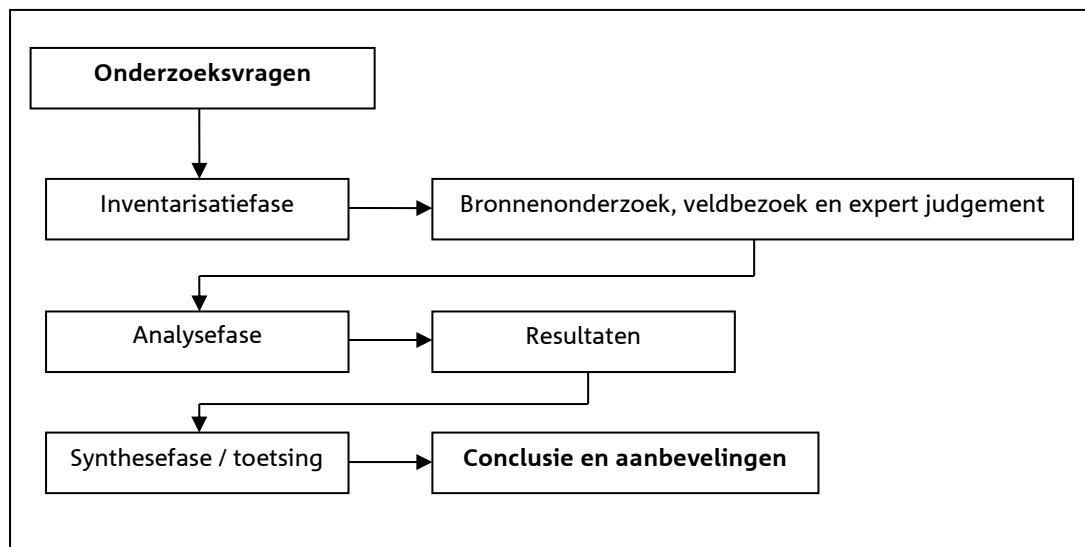 Onderzoeksvragen
Inventarisatiefase
Bronnenonderzoek, veldbezoek en expert judgement
Analysefase
Resultaten
Synthesefase / toetsing
Conclusie en aanbevelingen